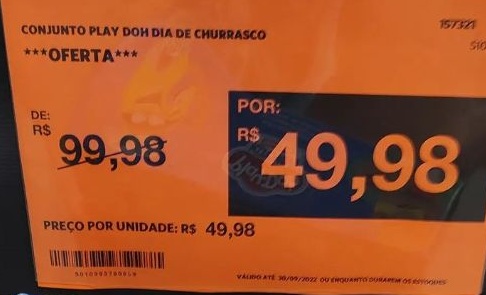 CONJUNTO PLAY DOH DIA DE CHURRASCO
157321
***OFERTA***
DE:
R$ 99,98
POR:
R$ 49,98
PREÇO POR UNIDADE: R$ 49,98
VÁLIDO ATÉ 30/09/2022 OU ENQUANTO DURAREM OS ESTOQUES